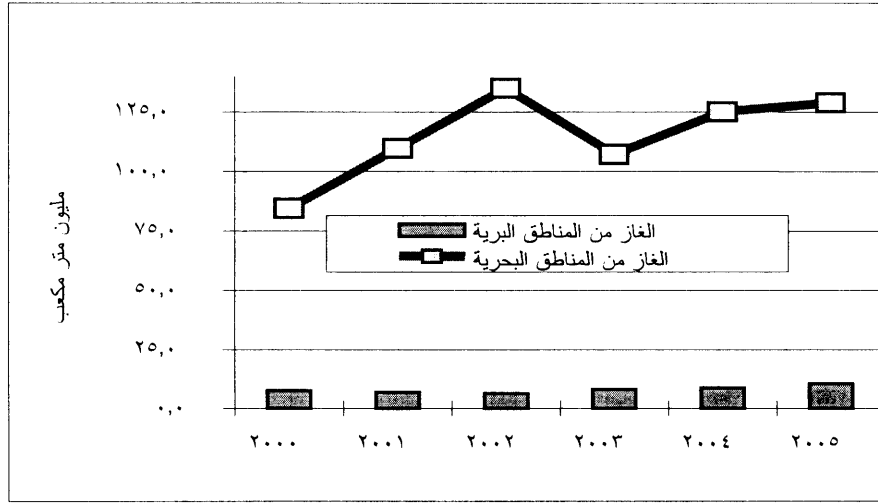 ١٢٥,٠
١٠٠,٠
٧٥,٠
٥٠,٠
٢٥,٠
٠,٠
مليون متر مكعب
الغاز من المناطق البرية
الغاز من المناطق البحرية
٢٠٠٠ ٢٠٠١ ٢٠٠٢ ٢٠٠٣ ٢٠٠٤ ٢٠٠٥